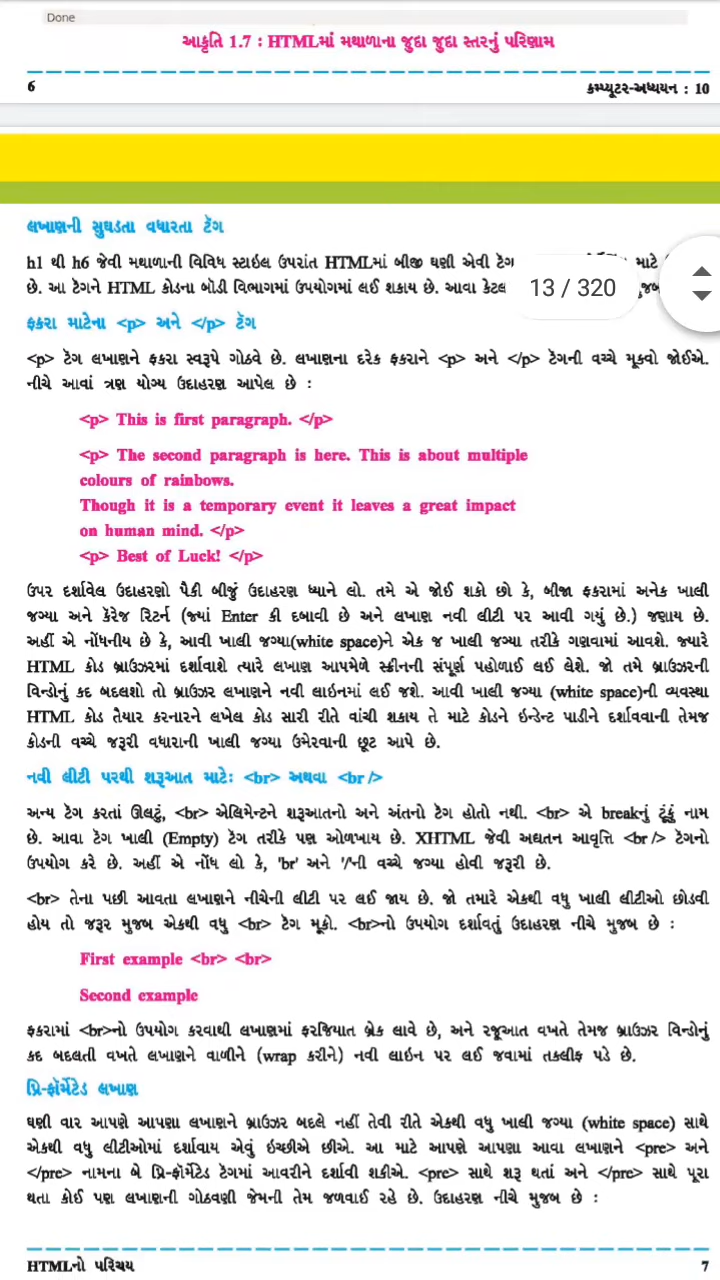 Done
આકૃતિ 1.7 : HTMLમાં મથાળાના જુદા જુદા સ્તરનું પરિણામ
6 કમ્પ્યૂટર-અધ્યયન : 10
લખાણની સુઘડતા વધારતા ટૅગ
h1 થી h6 જેવી મથાળાની વિવિધ સ્ટાઇલ ઉપરાંત HTMLમાં બીજી ઘણી એવી ટૅગ માટે
છે. આ ટૅગને HTML કોડના બૉડી વિભાગમાં ઉપયોગમાં લઈ શકાય છે. આવા કેટલ
13 / 320
ફકરા માટેના <p> અને </p> ટૅગ
<p> ટૅગ લખાણને ફકરા સ્વરૂપે ગોઠવે છે. લખાણના દરેક ફકરાને <p> અને </p> ટૅગની વચ્ચે મૂકવો જોઈએ.
નીચે આવાં ત્રણ યોગ્ય ઉદાહરણ આપેલ છે :
<p> This is first paragraph. </p>
<p> The second paragraph is here. This is about multiple
colours of rainbows.
Though it is a temporary event it leaves a great impact
on human mind. </p>
<p> Best of Luck! </p>
ઉપર દર્શાવેલ ઉદાહરણો પૈકી બીજું ઉદાહરણ ધ્યાને લો. તમે એ જોઈ શકો છો કે, બીજા ફકરામાં અનેક ખાલી
જગ્યા અને કૅરેજ રિટર્ન (જ્યાં Enter કી દબાવી છે અને લખાણ નવી લીટી પર આવી ગયું છે.) જણાય છે.
અહીં એ નોંધનીય છે કે, આવી ખાલી જગ્યા(white space)ને એક જ ખાલી જગ્યા તરીકે ગણવામાં આવશે. જ્યારે
HTML કોડ બ્રાઉઝરમાં દર્શાવાશે ત્યારે લખાણ આપમેળે સ્ક્રીનની સંપૂર્ણ પહોળાઈ લઈ લેશે. જો તમે બ્રાઉઝરની
વિન્ડોનું કદ બદલશો તો બ્રાઉઝર લખાણને નવી લાઇનમાં લઈ જશે. આવી ખાલી જગ્યા (white space)ની વ્યવસ્થા
HTML કોડ તૈયાર કરનારને લખેલ કોડ સારી રીતે વાંચી શકાય તે માટે કોડને ઇન્ડેન્ટ પાડીને દર્શાવવાની તેમજ
કોડની વચ્ચે જરૂરી વધારાની ખાલી જગ્યા ઉમેરવાની છૂટ આપે છે.
નવી લીટી પરથી શરૂઆત માટેઃ <br> અથવા <br />
અન્ય ટૅગ કરતાં ઊલટું, <br> એલિમેન્ટને શરૂઆતનો અને અંતનો ટૅગ હોતો નથી. <br> એ breakનું ટૂંકું નામ
છે. આવા ટૅગ ખાલી (Empty) ટૅગ તરીકે પણ ઓળખાય છે. XHTML જેવી અદ્યતન આવૃત્તિ <br /> ટૅગનો
ઉપયોગ કરે છે. અહીં એ નોંધ લો કે, 'br' અને '/'ની વચ્ચે જગ્યા હોવી જરૂરી છે.
<br> તેના પછી આવતા લખાણને નીચેની લીટી પર લઈ જાય છે. જો તમારે એકથી વધુ ખાલી લીટીઓ છોડવી
હોય તો જરૂર મુજબ એકથી વધુ <br> ટૅગ મૂકો. <br>નો ઉપયોગ દર્શાવતું ઉદાહરણ નીચે મુજબ છે :
First example <br> <br>
Second example
ફકરામાં <br>નો ઉપયોગ કરવાથી લખાણમાં ફરજિયાત બ્રેક લાવે છે, અને રજૂઆત વખતે તેમજ બ્રાઉઝર વિન્ડોનું
કદ બદલતી વખતે લખાણને વાળીને (wrap કરીને) નવી લાઇન પર લઈ જવામાં તકલીફ પડે છે.
પ્રિ-ફૉર્મેટેડ લખાણ
ઘણી વાર આપણે આપણા લખાણને બ્રાઉઝર બદલે નહીં તેવી રીતે એકથી વધુ ખાલી જગ્યા (white space) સાથે
એકથી વધુ લીટીઓમાં દર્શાવાય એવું ઇચ્છીએ છીએ. આ માટે આપણે આપણા આવા લખાણને <pre> અને
</pre> નામના બે પ્રિ-ફૉર્મેટેડ ટૅગમાં આવરીને દર્શાવી શકીએ. <pre> સાથે શરૂ થતાં અને </pre> સાથે પૂરા
થતા કોઈ પણ લખાણની ગોઠવણી જેમની તેમ જળવાઈ રહે છે. ઉદાહરણ નીચે મુજબ છે :
HTMLનો પરિચય 7